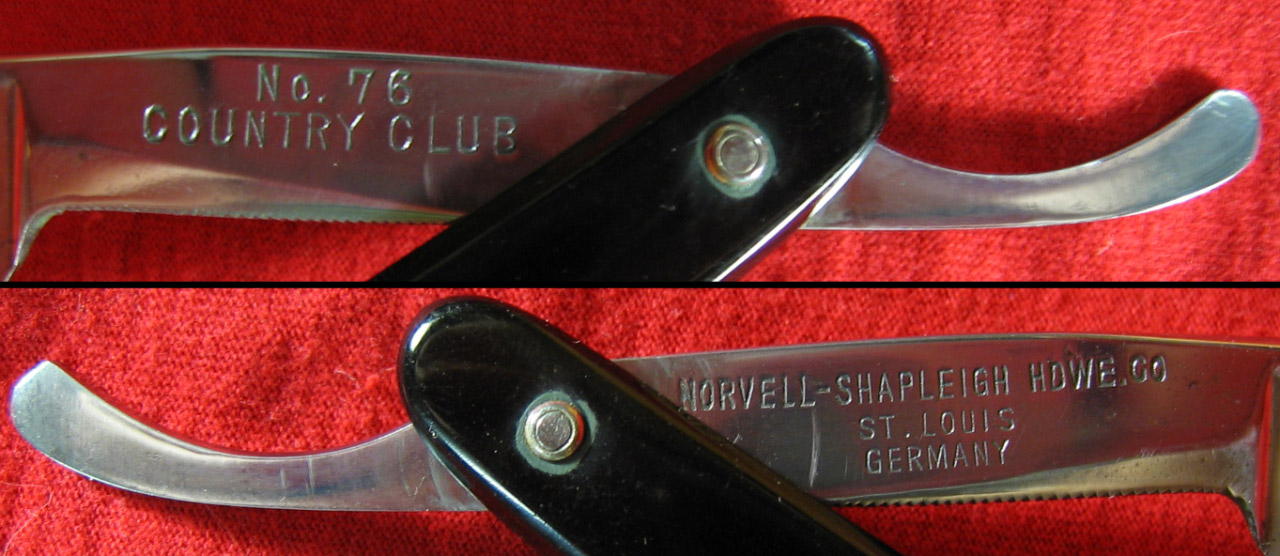 No. 76
COUNTRY CLUB
NORVELL-SHAPLEIGH HDWE.CO
ST. LOUIS
GERMANY